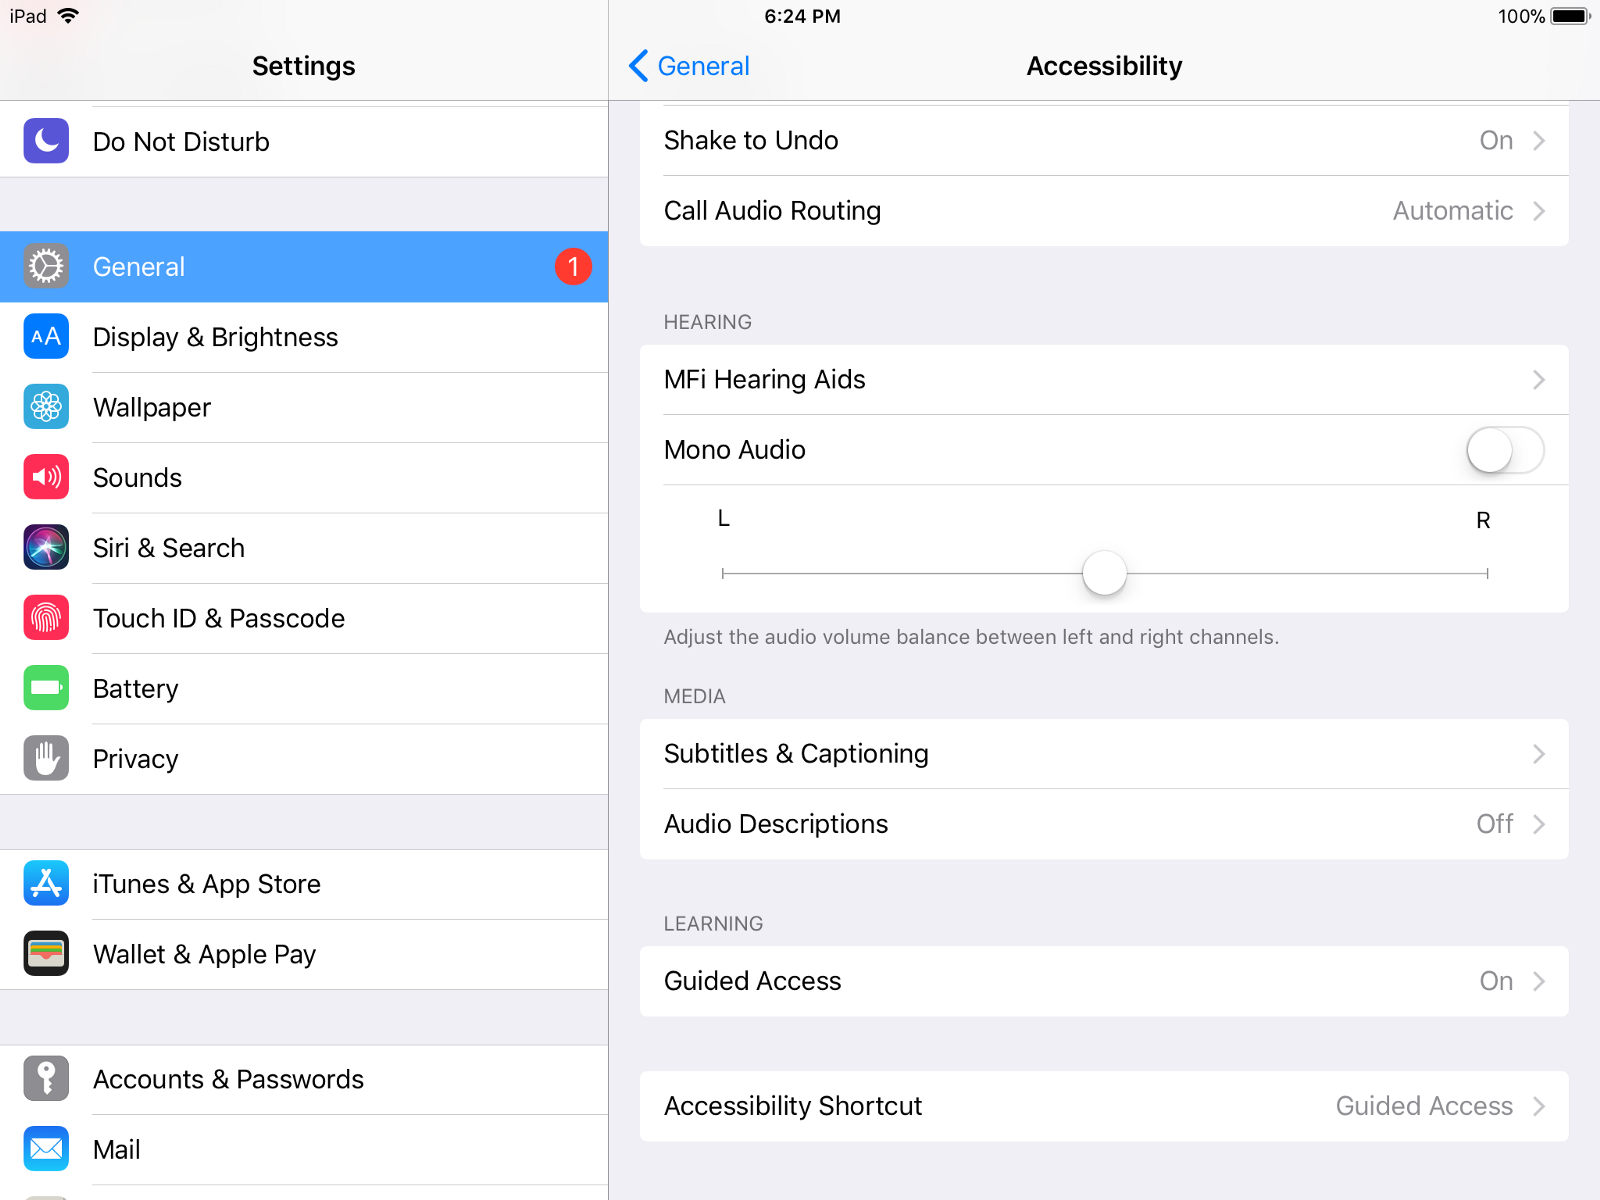 iPad 6:24 PM 100%
Settings
Do Not Disturb
General 1
AA Display & Brightness
Wallpaper
Sounds
Siri & Search
Touch ID & Passcode
Battery
Privacy
iTunes & App Store
Wallet & Apple Pay
Accounts & Passwords
Mail
General Accessibility
Shake to Undo On
Call Audio Routing Automatic
HEARING
MFi Hearing Aids
Mono Audio
L R
Adjust the audio volume balance between left and right channels.
MEDIA
Subtitles & Captioning
Audio Descriptions Off
LEARNING
Guided Access On
Accessibility Shortcut Guided Access